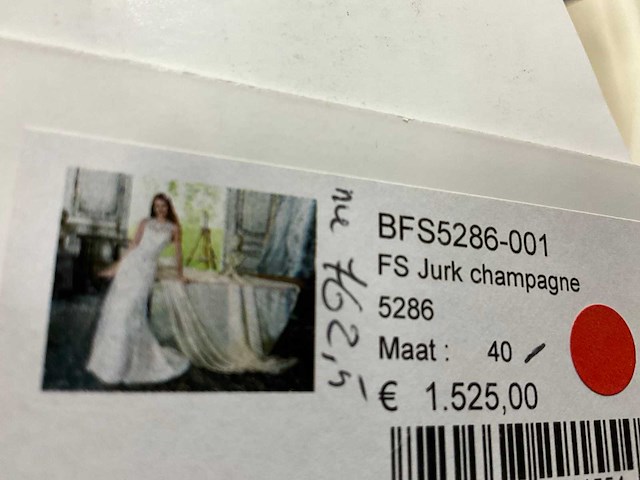 nu 762,5
BFS5286-001
FS Jurk champagne
5286
Maat : 40
€ 1.525,00